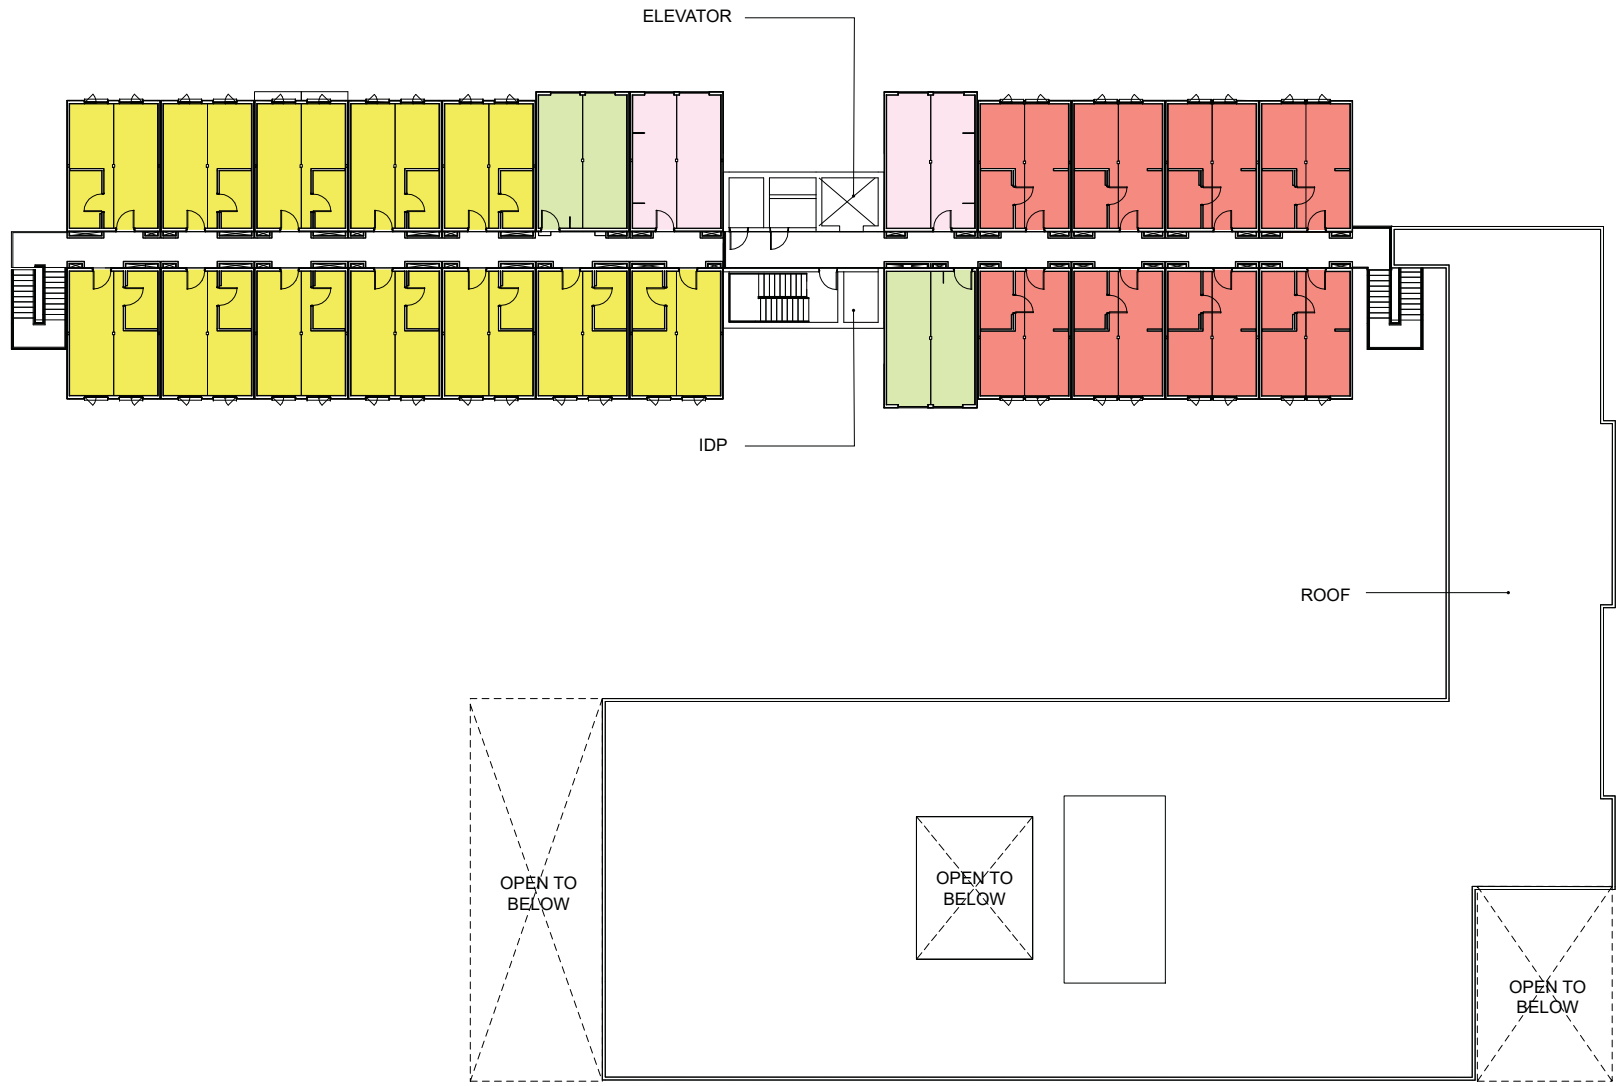 ELEVATOR
IDP
ROOF
OPEN TO
BELOW
OPEN TO
BELOW
OPEN TO
BELOW